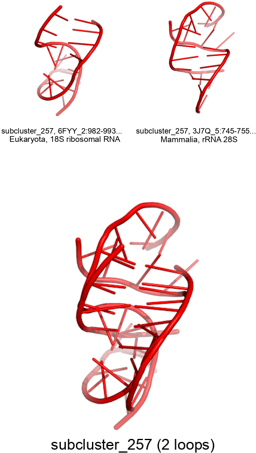 subcluster_257, 6FYY_2:982-993...
Eukaryota, 18S ribosomal RNA
subcluster_257, 3J7Q_5:745-755...
Mammalia, rRNA 28S
subcluster_257 (2 loops)